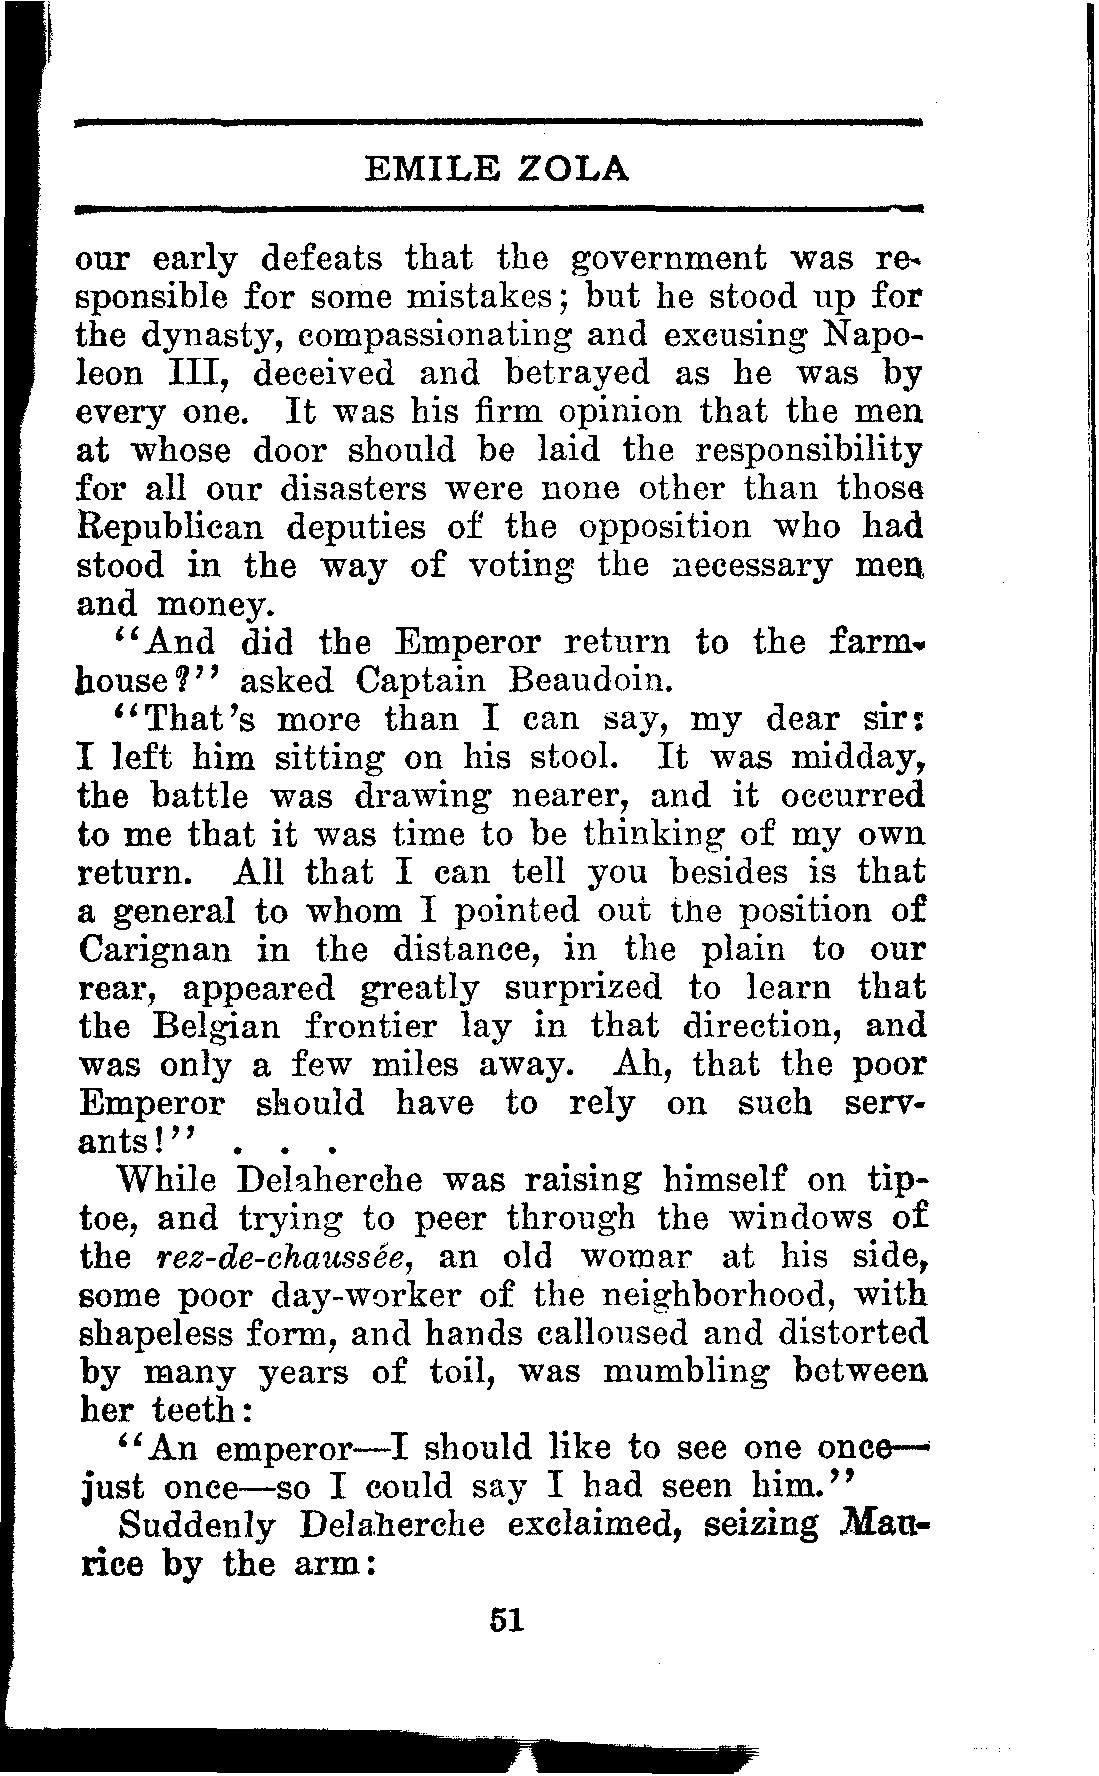 EMILE ZOLA
our early defeats that the government was re-
sponsible for some mistakes; but he stood up for
the dynasty, compassionating and excusing Napo-
leon III, deceived and betrayed as he was by
every one. It was his firm opinion that the men
at whose door should be laid the responsibility
for all our disasters were none other than those
Republican deputies of the opposition who had
stood in the way of voting the necessary men
and money.
"And did the Emperor return to the farm-
house?" asked Captain Beaudoin.
"That's more than I can say, my dear sir:
I left him sitting on his stool. It was midday,
the battle was drawing nearer, and it occurred
to me that it was time to be thinking of my own
return. All that I can tell you besides is that
a general to whom I pointed out the position of
Carignan in the distance, in the plain to our
rear, appeared greatly surprized to learn that
the Belgian frontier lay in that direction, and
was only a few miles away. Ah, that the poor
Emperor should have to rely on such serv-
ants!" . . .
While Delaherche was raising himself on tip-
toe, and trying to peer through the windows of
the rez-de-chaussée, an old woman at his side,
some poor day-worker of the neighborhood, with
shapeless form, and hands calloused and distorted
by many years of toil, was mumbling between
her teeth:
"An emperor—I should like to see one once—
just once—so I could say I had seen him."
Suddenly Delaherche exclaimed, seizing Mau-
rice by the arm:
51